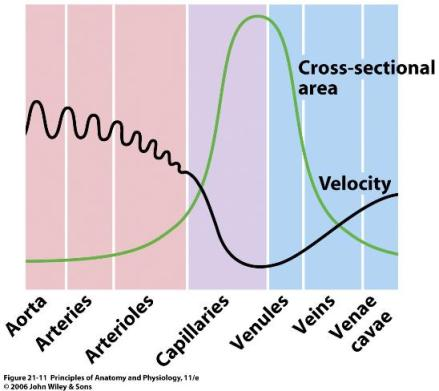 Cross-sectional
area
Velocity
Aorta
Arteries
Arterioles
Capillaries
Venules
Veins
Venae
cavae
Figure 21-11 Principles of Anatomy and Physiology, 11/e
© 2006 John Wiley & Sons